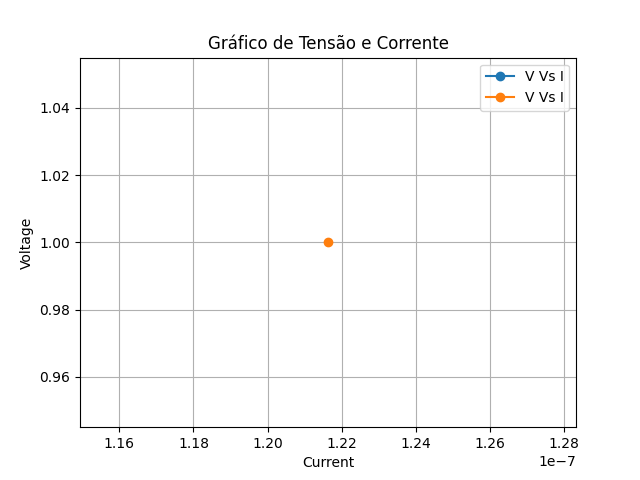 Gráfico de Tensão e Corrente
V Vs I
V Vs I
1.04
1.02
1.00
0.98
0.96
Voltage
1.16 1.18 1.20 1.22 1.24 1.26 1.28
1e−7
Current